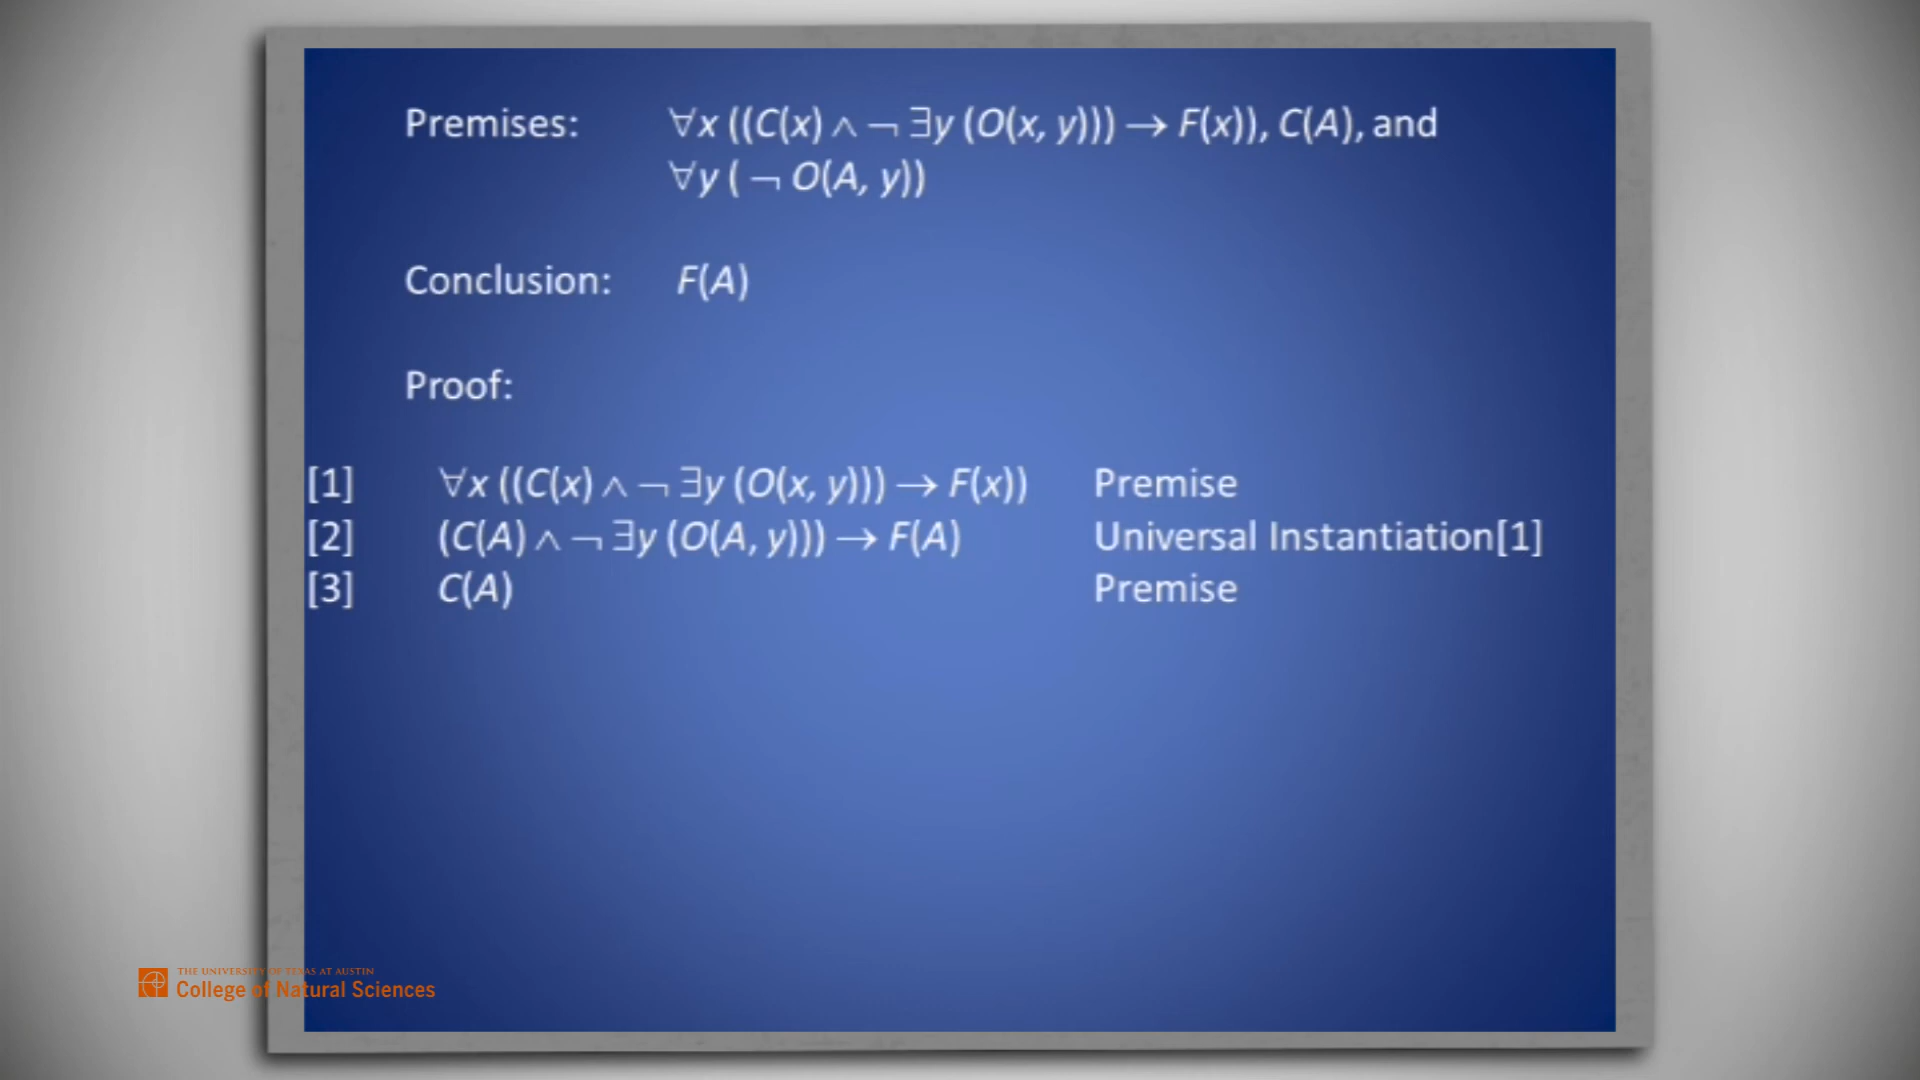 Premises: ∀x ((C(x) ∧ ¬ ∃y (O(x, y))) → F(x)), C(A), and
∀y ( ¬ O(A, y))
Conclusion: F(A)
Proof:
[1] ∀x ((C(x) ∧ ¬ ∃y (O(x, y))) → F(x)) Premise
[2] (C(A) ∧ ¬ ∃y (O(A, y))) → F(A) Universal Instantiation[1]
[3] C(A) Premise
THE UNIVERSITY OF TEXAS AT AUSTIN
College of Natural Sciences